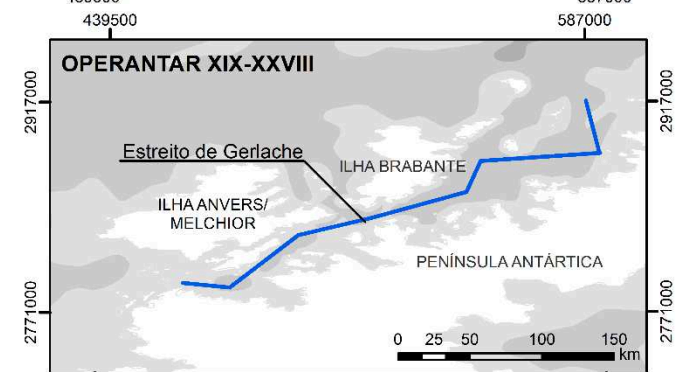 439500 587000
OPERANTAR XIX-XXVIII
2917000 2917000
Estreito de Gerlache
ILHA BRABANTE
ILHA ANVERS/
MELCHIOR
PENÍNSULA ANTÁRTICA
2771000 2771000
0 25 50 100 150
km